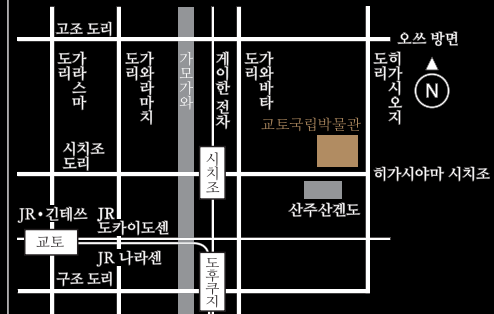 고조 도리
오쓰 방면
가라스마
도리
가와라마치
도리
가모가와
게이한 전차
가와바타
도리
히가시오지
도리
N
교토국립박물관
시치조
도리
시치조
히가시야마 시치조
산주산겐도
JR·긴테쓰
JR
도카이도센
교토
JR 나라센
도후쿠지
구조 도리